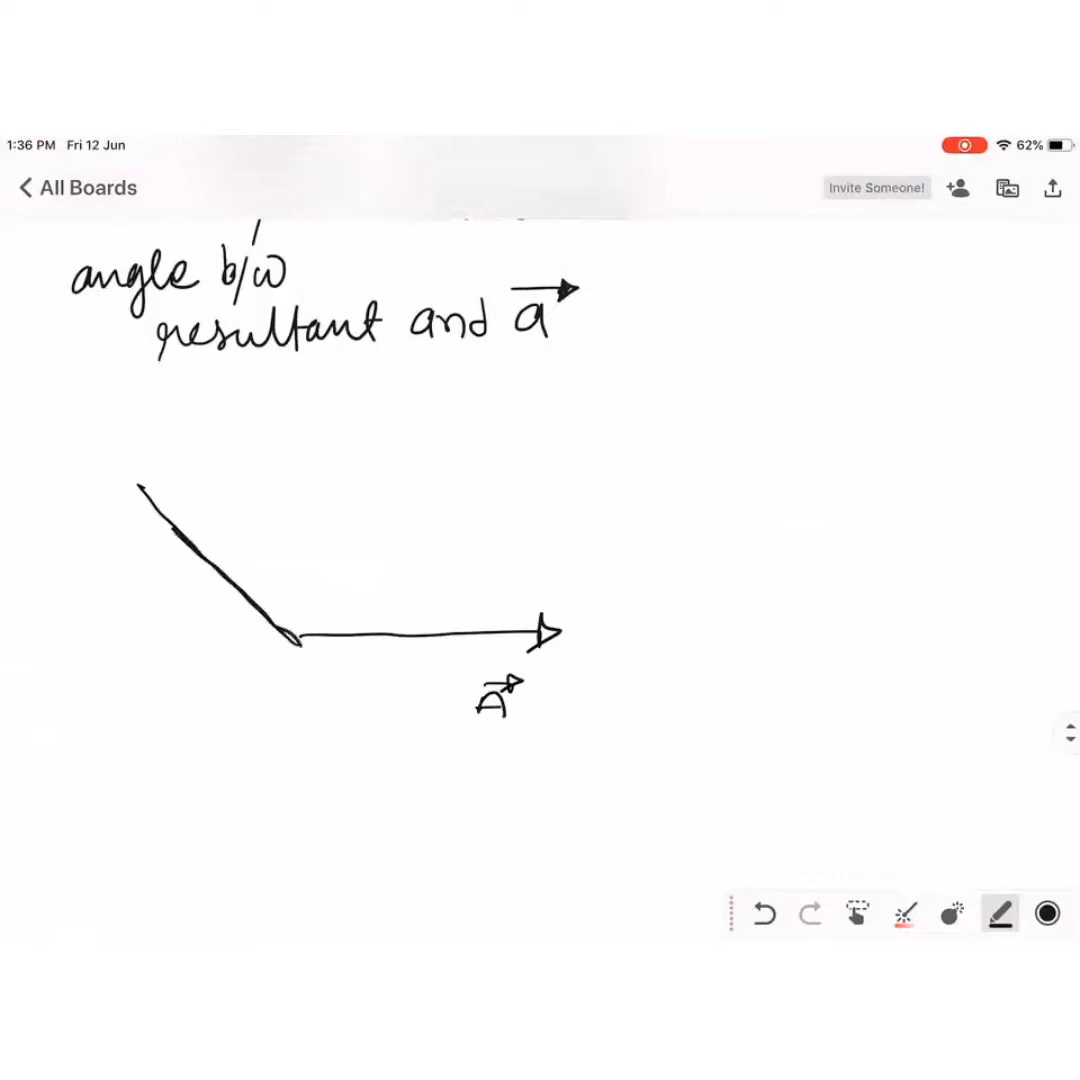 1:36 PM Fri 12 Jun
62%
All Boards
Invite Someone!
angle b/w
resultant and a
A